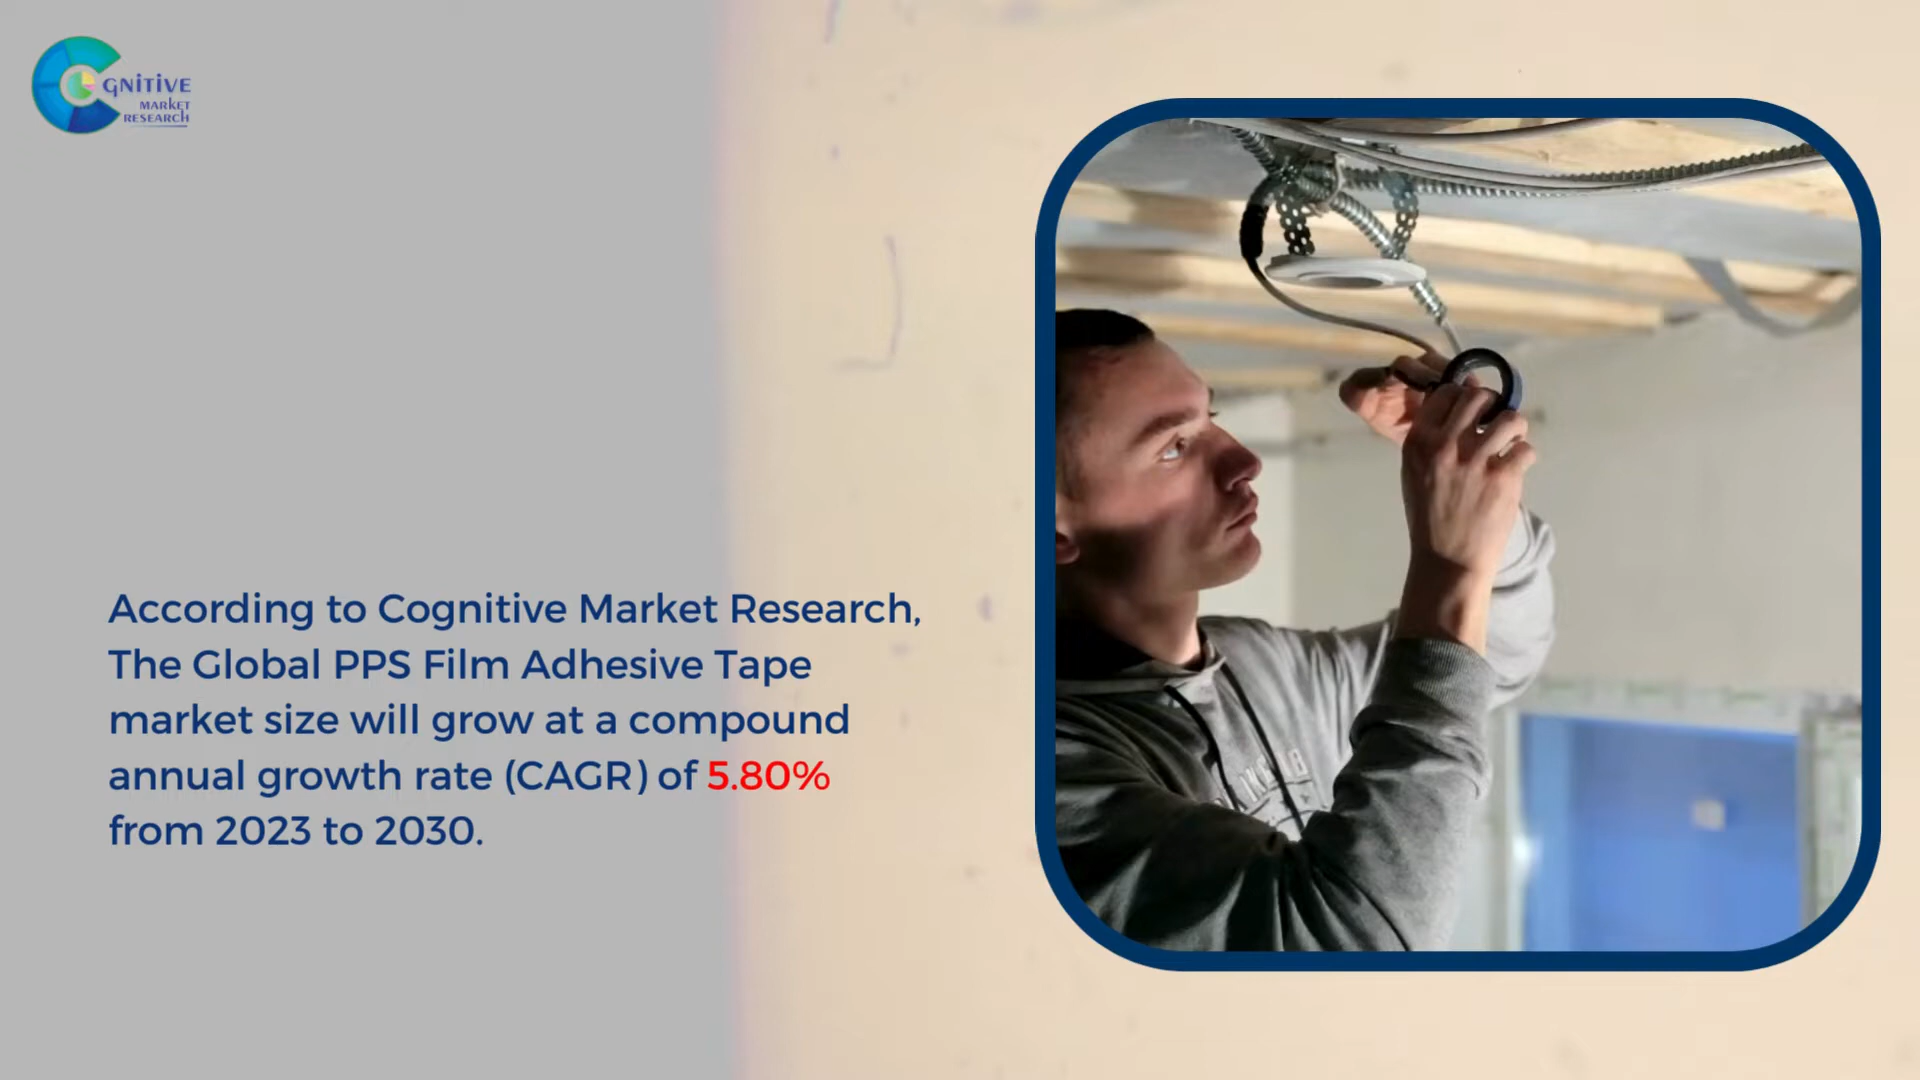 GNITIVE
MARKET
RESEARCH
According to Cognitive Market Research,
The Global PPS Film Adhesive Tape
market size will grow at a compound
annual growth rate (CAGR) of 5.80%
from 2023 to 2030.